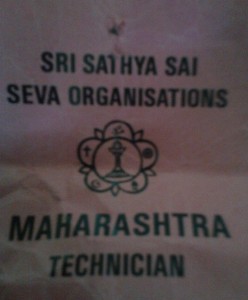 SRI SATHYA SAI
SEVA ORGANISATIONS
MAHARASHTRA
TECHNICIAN